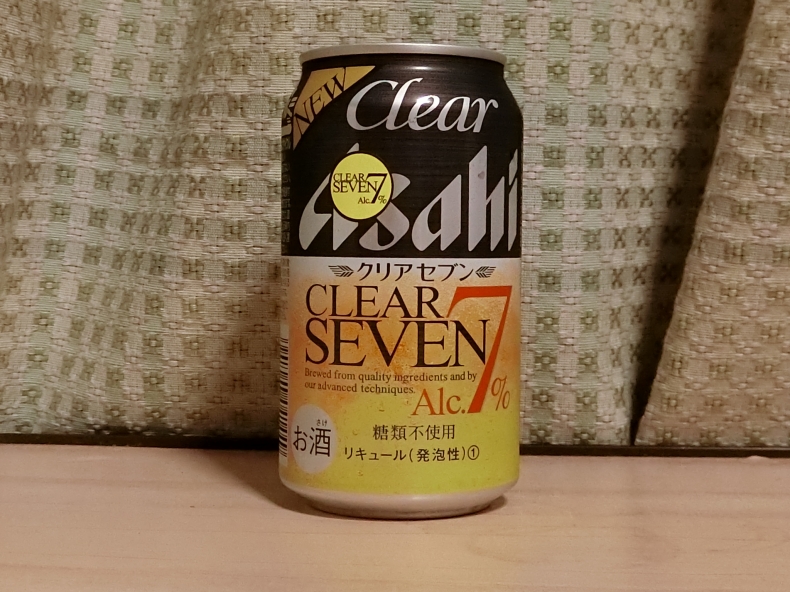 NEW
Clear
Asahi
CLEAR
SEVEN 7
Alc. %
クリアセブン
CLEAR
SEVEN 7%
Brewed from quality ingredients and by
our advanced techniques.
Alc.
さけ
お酒
糖類不使用
リキュール(発泡性)①